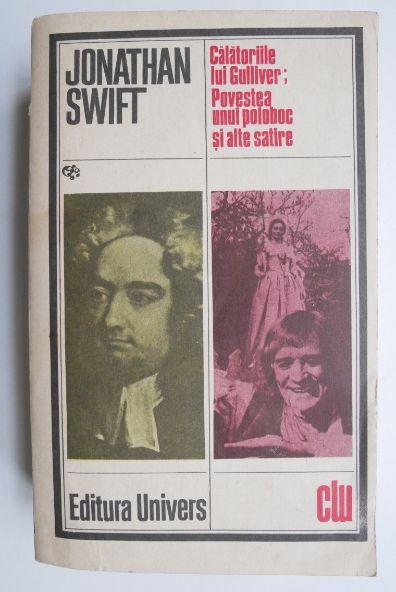 JONATHAN
SWIFT
Călătoriile
lui Gulliver;
Povestea
unui poloboc
și alte satire
Editura Univers
clu